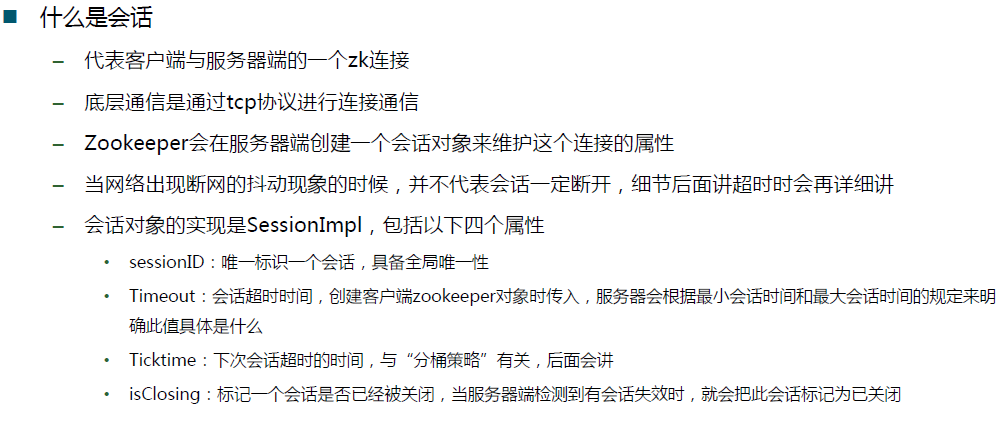 什么是会话
– 代表客户端与服务器端的一个zk连接
– 底层通信是通过tcp协议进行连接通信
– Zookeeper会在服务器端创建一个会话对象来维护这个连接的属性
– 当网络出现断网的抖动现象的时候，并不代表会话一定断开，细节后面讲超时时会再详细讲
– 会话对象的实现是SessionImpl，包括以下四个属性
• sessionID：唯一标识一个会话，具备全局唯一性
• Timeout：会话超时时间，创建客户端zookeeper对象时传入，服务器会根据最小会话时间和最大会话时间的规定来明
确此值具体是什么
• Ticktime：下次会话超时的时间，与“分桶策略”有关，后面会讲
• isClosing：标记一个会话是否已经被关闭，当服务器端检测到有会话失效时，就会把此会话标记为已关闭